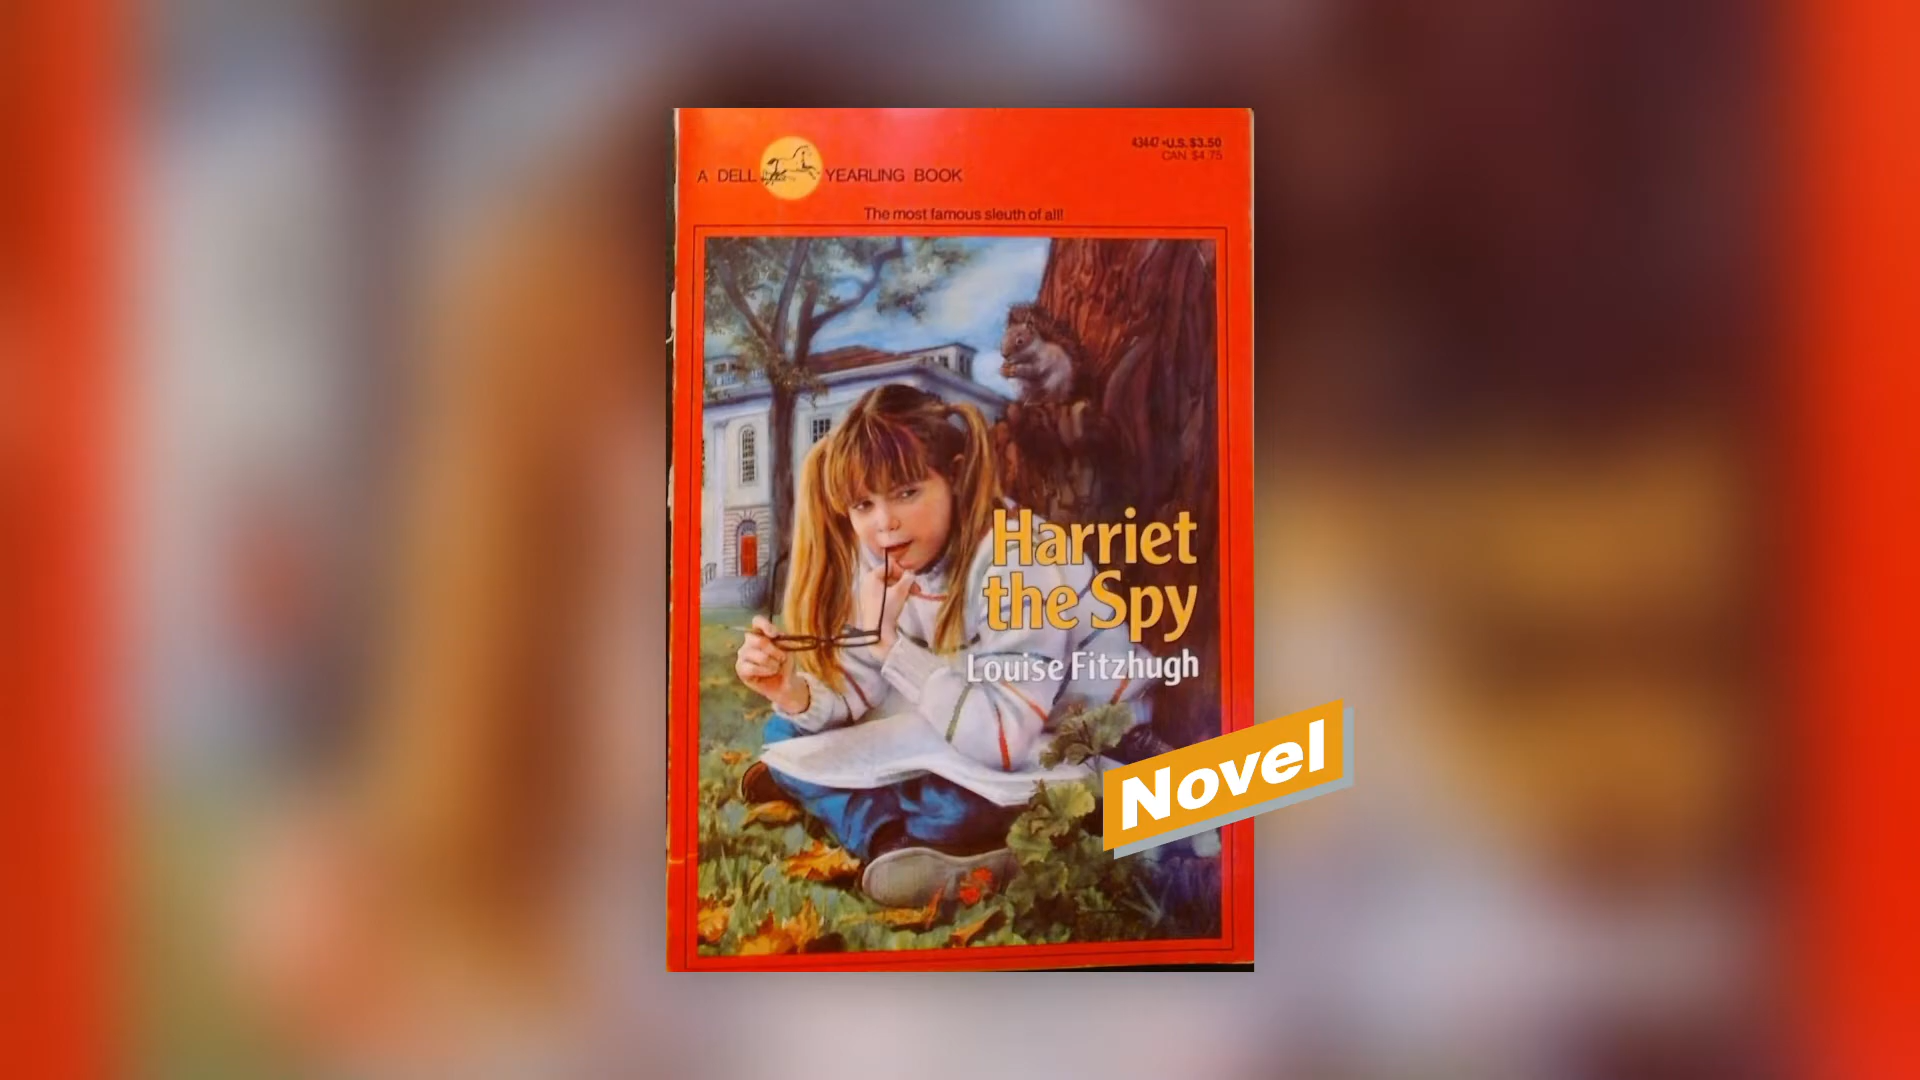 43447 •U.S. $3.50
CAN $4.75
A DELL YEARLING BOOK
The most famous sleuth of all!
Harriet
the Spy
Louise Fitzhugh
Novel